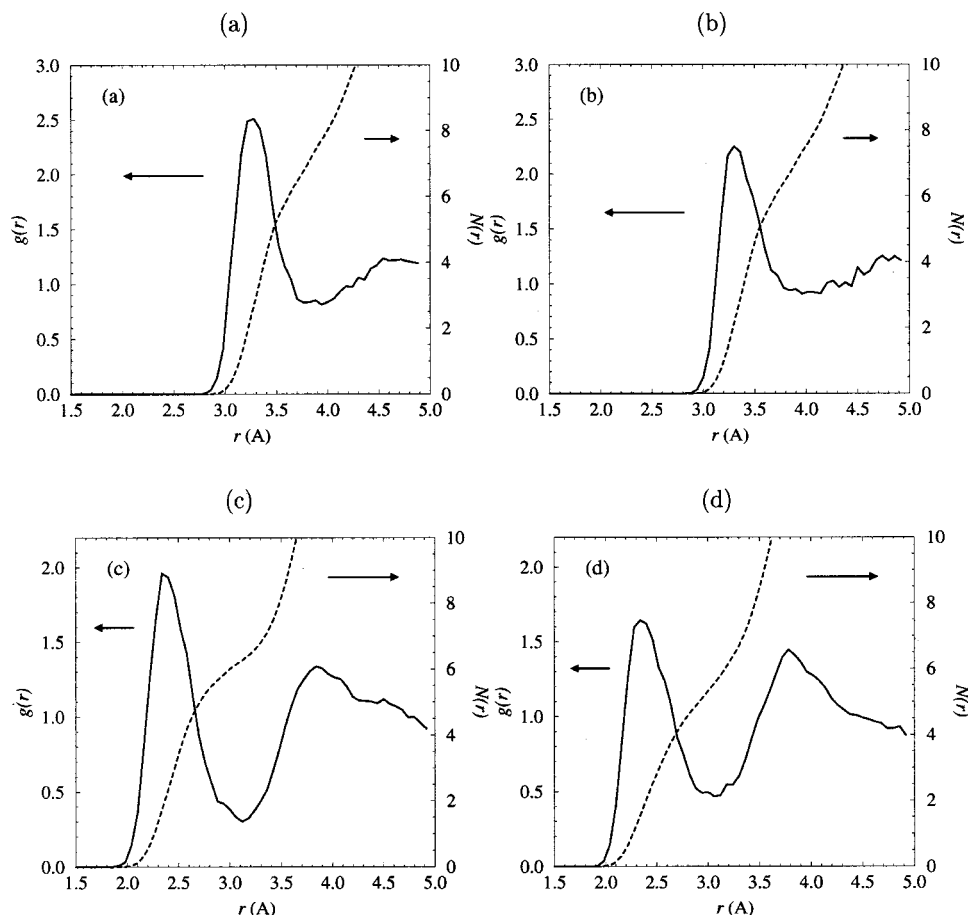 (a) (b)
3.0 10 3.0 10
(a) (b)
2.5 8 2.5 8
2.0 6 2.0 6
g(r) 1.5 N(r) g(r) 1.5 N(r)
4 4
1.0 1.0
2 2
0.5 0.5
0.0 0 0.0 0
1.5 2.0 2.5 3.0 3.5 4.0 4.5 5.0 1.5 2.0 2.5 3.0 3.5 4.0 4.5 5.0
r (A) r (A)
(c) (d)
10 10
2.0 (c) 2.0 (d)
8 8
1.5 6 1.5 6
g(r) 1.0 N(r) g(r) 1.0 N(r)
4 4
0.5 2 0.5 2
0.0 0 0.0 0
1.5 2.0 2.5 3.0 3.5 4.0 4.5 5.0 1.5 2.0 2.5 3.0 3.5 4.0 4.5 5.0
r (A) r (A)